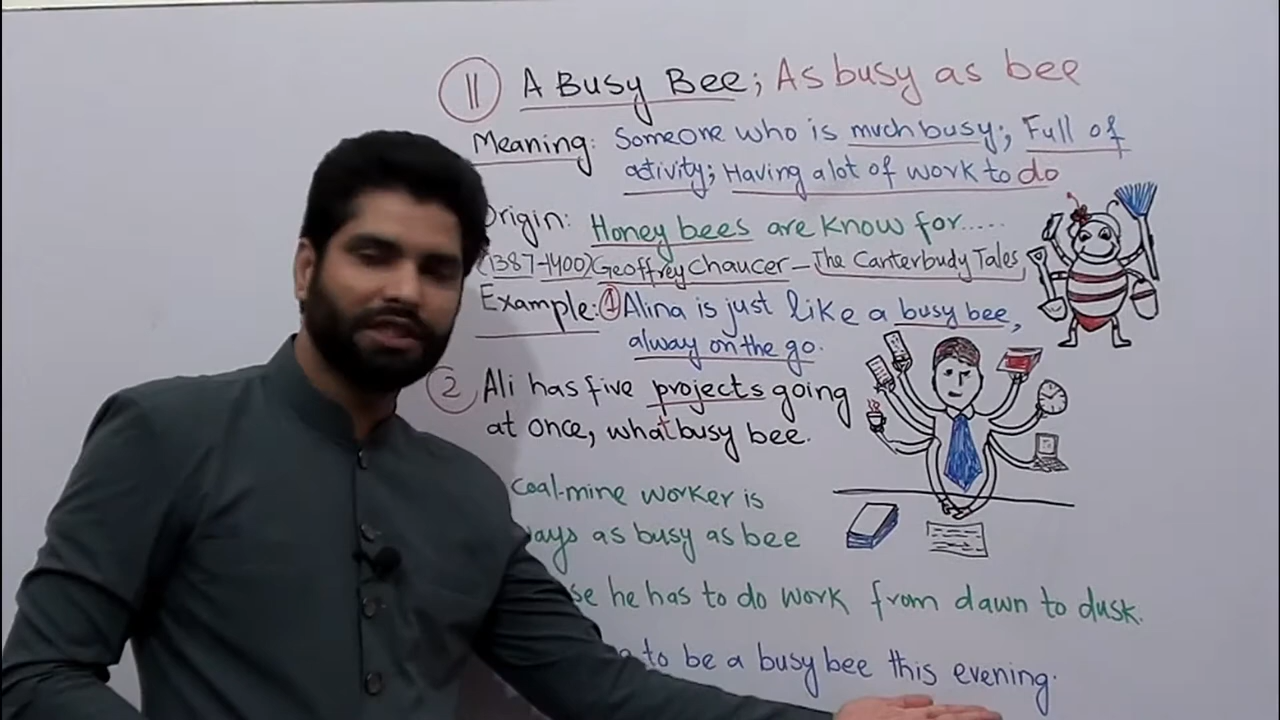 11 A Busy Bee; As busy as bee
Meaning: Someone who is much busy; Full of
activity; Having a lot of work to do
Origin: Honey bees are know for.....
(1387-1400) Geoffrey Chaucer - The Canterbudy Tales
Example: 1 Alina is just like a busy bee,
alway on the go.
2 Ali has five projects going
at once, what busy bee.
coal-mine worker is
ays as busy as bee
se he has to do work from dawn to dusk.
to be a busy bee this evening.